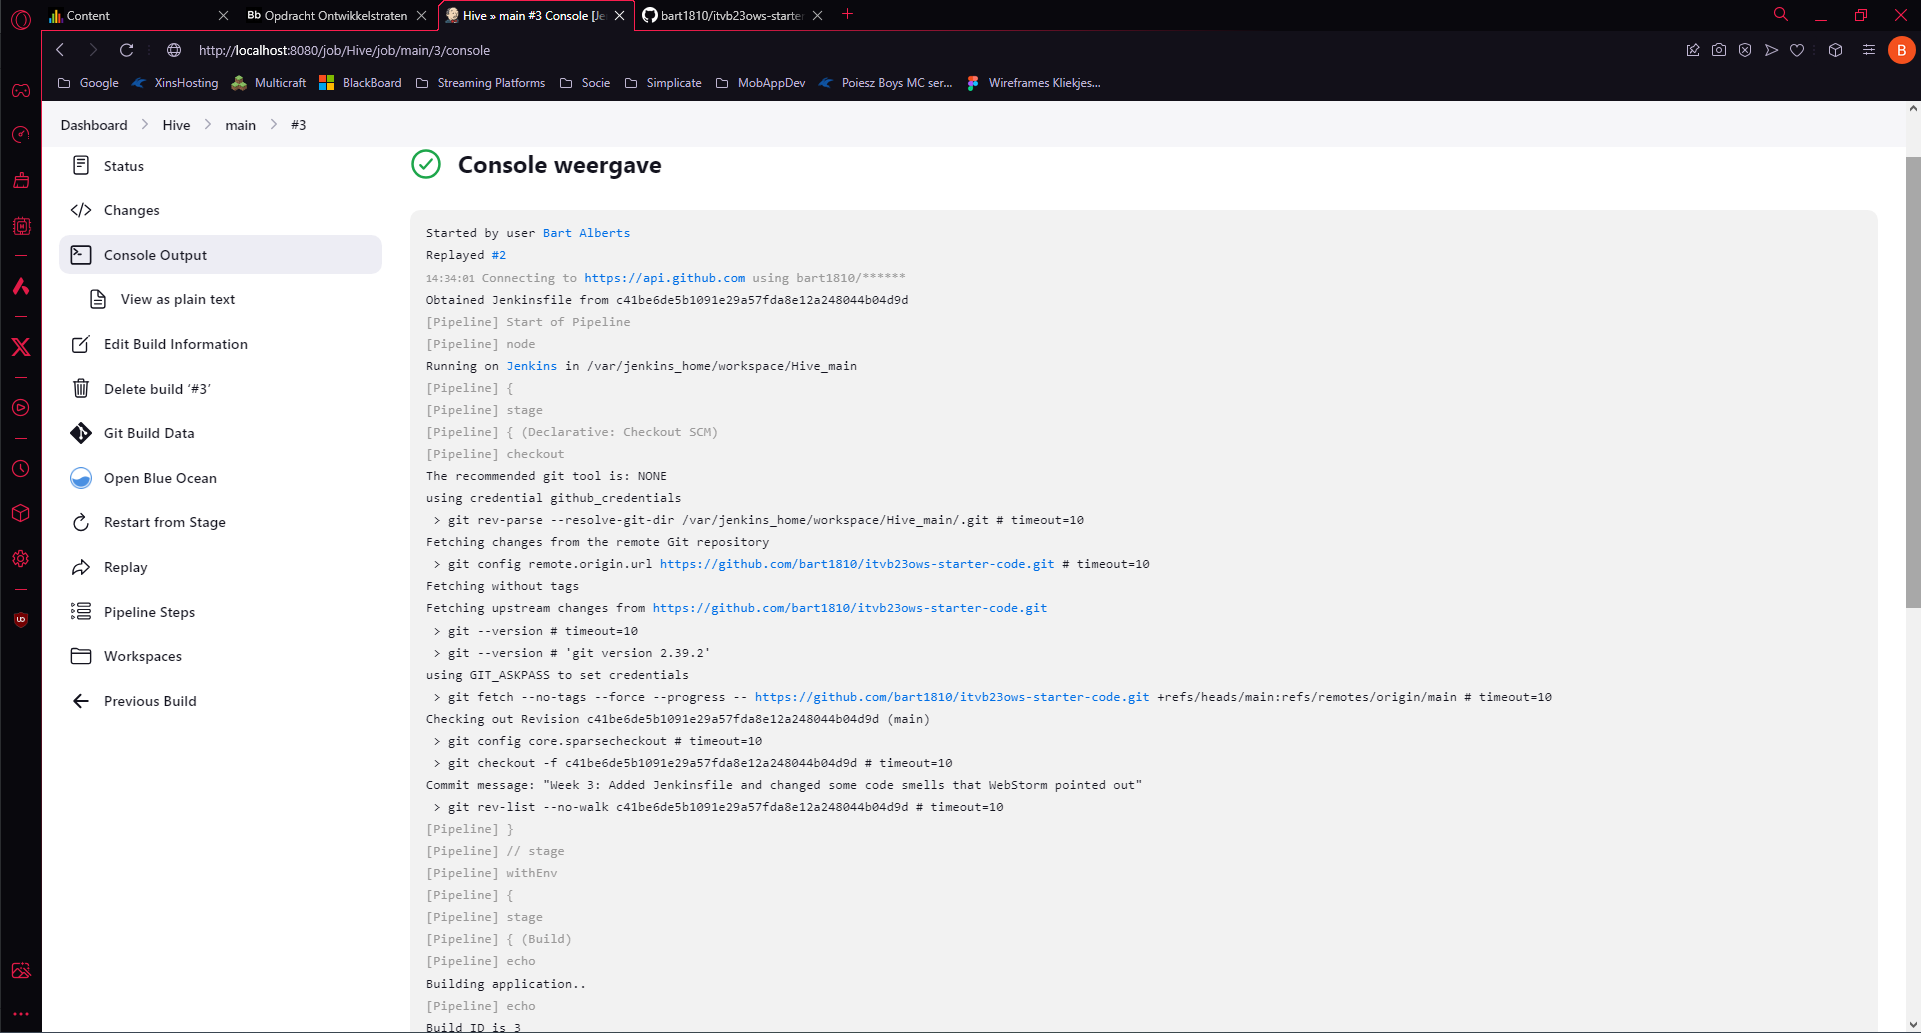 Content
Bb Opdracht Ontwikkelstraten
Hive » main #3 Console [Je
bart1810/itvb23ows-starter
http://localhost:8080/job/Hive/job/main/3/console
B
Google
XinsHosting
Multicraft
BlackBoard
Streaming Platforms
Socie
Simplicate
MobAppDev
Poiesz Boys MC ser...
Wireframes Kliekjes...
Dashboard
Hive
main
#3
Status
Changes
Console Output
View as plain text
Edit Build Information
Delete build ‘#3’
Git Build Data
Open Blue Ocean
Restart from Stage
Replay
Pipeline Steps
Workspaces
Previous Build
Console weergave
Started by user Bart Alberts
Replayed #2
14:34:01 Connecting to https://api.github.com using bart1810/******
Obtained Jenkinsfile from c41be6de5b1091e29a57fda8e12a248044b04d9d
[Pipeline] Start of Pipeline
[Pipeline] node
Running on Jenkins in /var/jenkins_home/workspace/Hive_main
[Pipeline] {
[Pipeline] stage
[Pipeline] { (Declarative: Checkout SCM)
[Pipeline] checkout
The recommended git tool is: NONE
using credential github_credentials
> git rev-parse --resolve-git-dir /var/jenkins_home/workspace/Hive_main/.git # timeout=10
Fetching changes from the remote Git repository
> git config remote.origin.url https://github.com/bart1810/itvb23ows-starter-code.git # timeout=10
Fetching without tags
Fetching upstream changes from https://github.com/bart1810/itvb23ows-starter-code.git
> git --version # timeout=10
> git --version # 'git version 2.39.2'
using GIT_ASKPASS to set credentials
> git fetch --no-tags --force --progress -- https://github.com/bart1810/itvb23ows-starter-code.git +refs/heads/main:refs/remotes/origin/main # timeout=10
Checking out Revision c41be6de5b1091e29a57fda8e12a248044b04d9d (main)
> git config core.sparsecheckout # timeout=10
> git checkout -f c41be6de5b1091e29a57fda8e12a248044b04d9d # timeout=10
Commit message: "Week 3: Added Jenkinsfile and changed some code smells that WebStorm pointed out"
> git rev-list --no-walk c41be6de5b1091e29a57fda8e12a248044b04d9d # timeout=10
[Pipeline] }
[Pipeline] // stage
[Pipeline] withEnv
[Pipeline] {
[Pipeline] stage
[Pipeline] { (Build)
[Pipeline] echo
Building application..
[Pipeline] echo
Build ID is 3